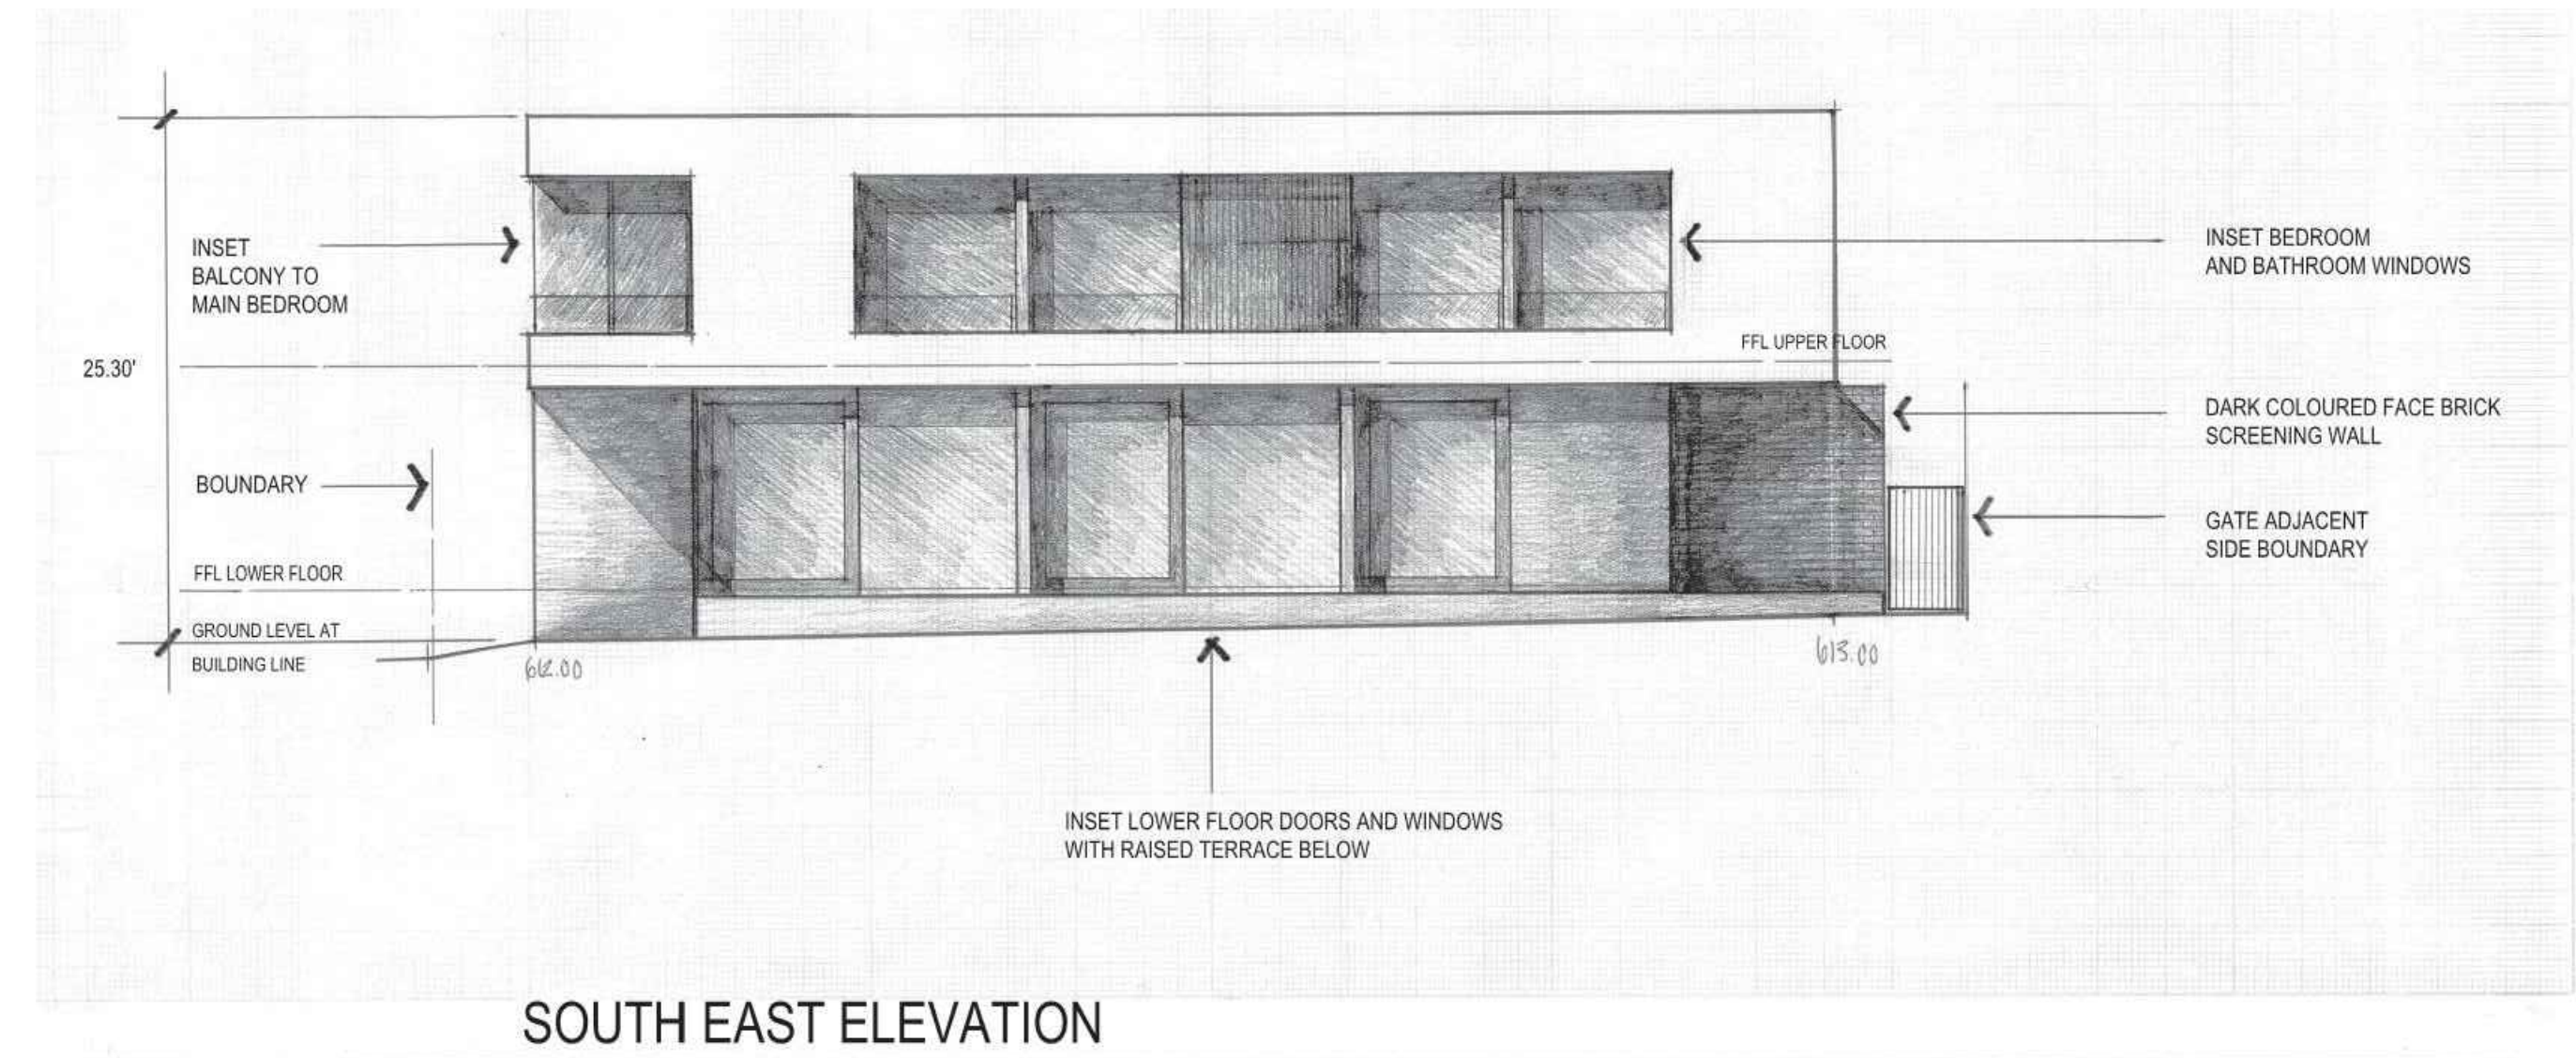 INSET
BALCONY TO
MAIN BEDROOM
INSET BEDROOM
AND BATHROOM WINDOWS
FFL UPPER FLOOR
25.30'
DARK COLOURED FACE BRICK
SCREENING WALL
BOUNDARY
GATE ADJACENT
SIDE BOUNDARY
FFL LOWER FLOOR
GROUND LEVEL AT
BUILDING LINE
612.00
613.00
INSET LOWER FLOOR DOORS AND WINDOWS
WITH RAISED TERRACE BELOW
SOUTH EAST ELEVATION